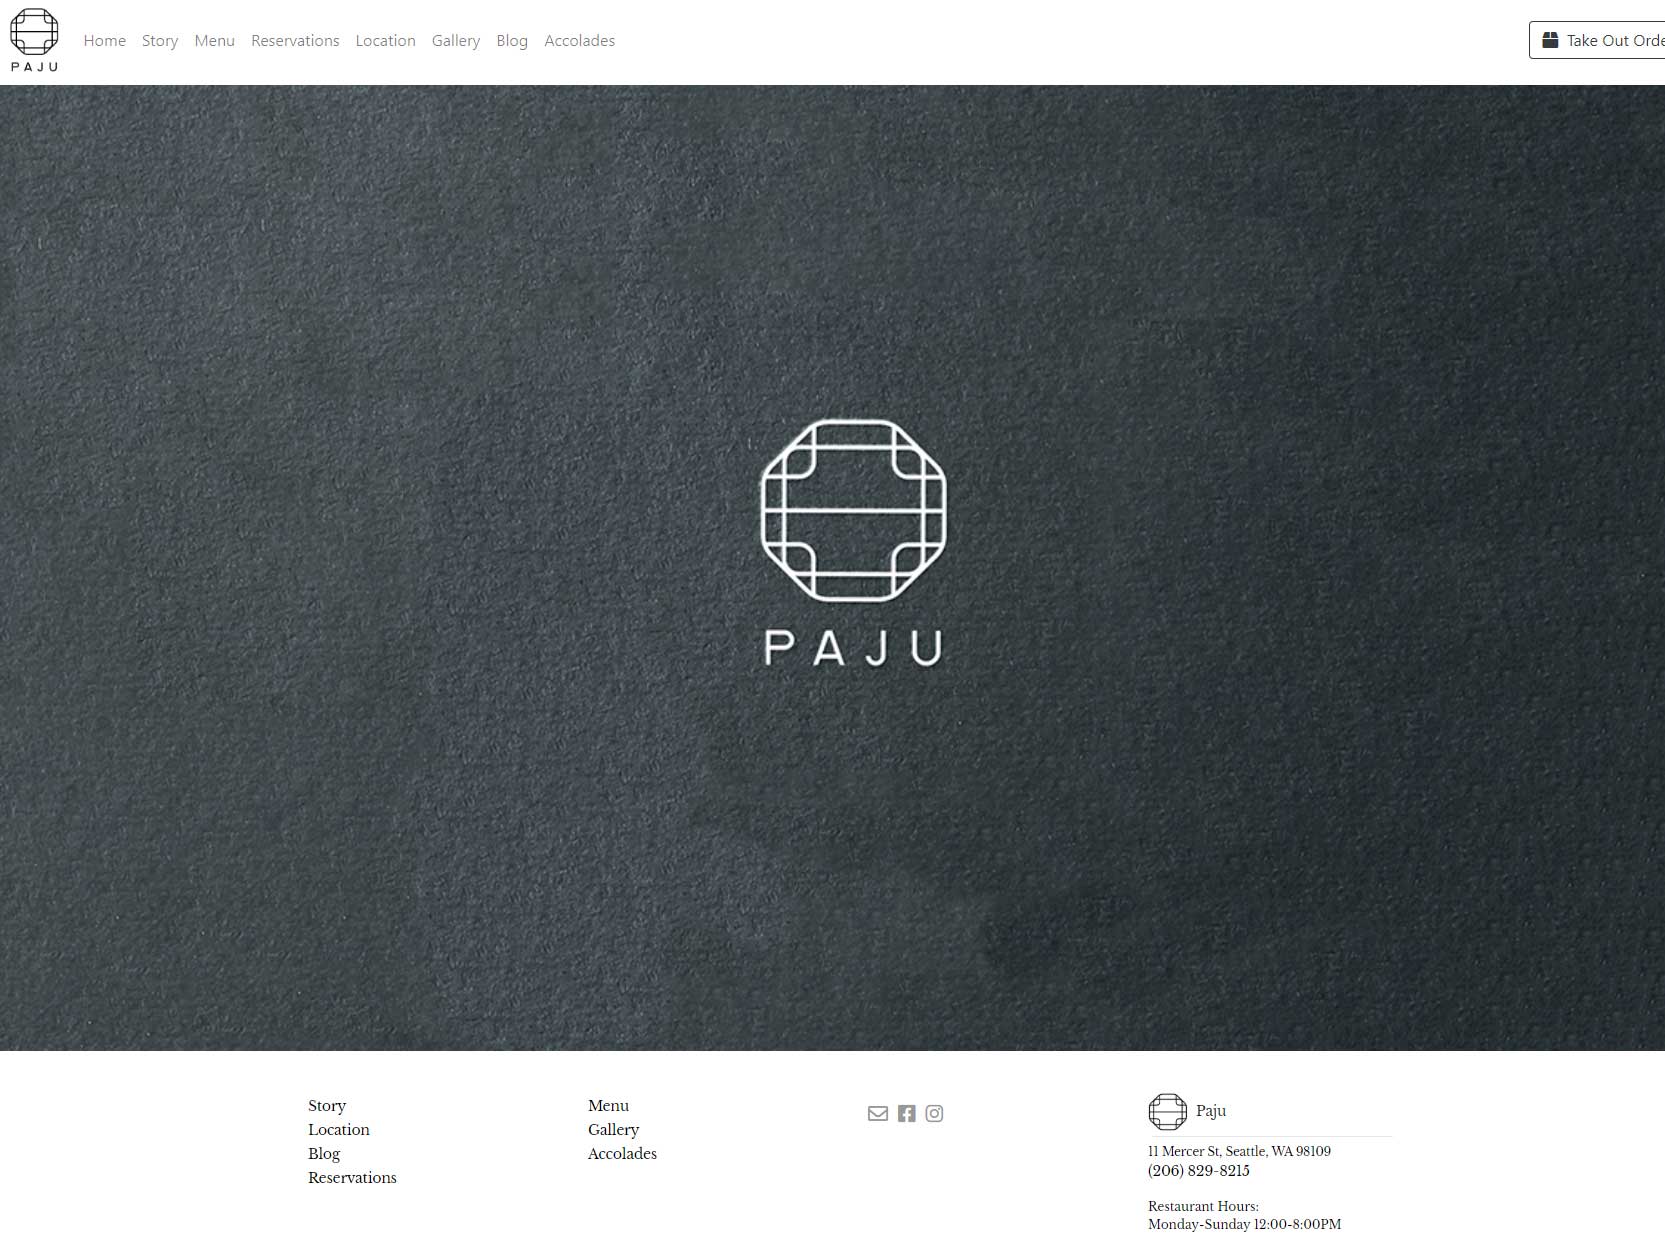 PAJU
Home Story Menu Reservations Location Gallery Blog Accolades
Take Out Orde
PAJU
Story
Location
Blog
Reservations
Menu
Gallery
Accolades
Paju
11 Mercer St, Seattle, WA 98109
(206) 829-8215
Restaurant Hours:
Monday-Sunday 12:00-8:00PM